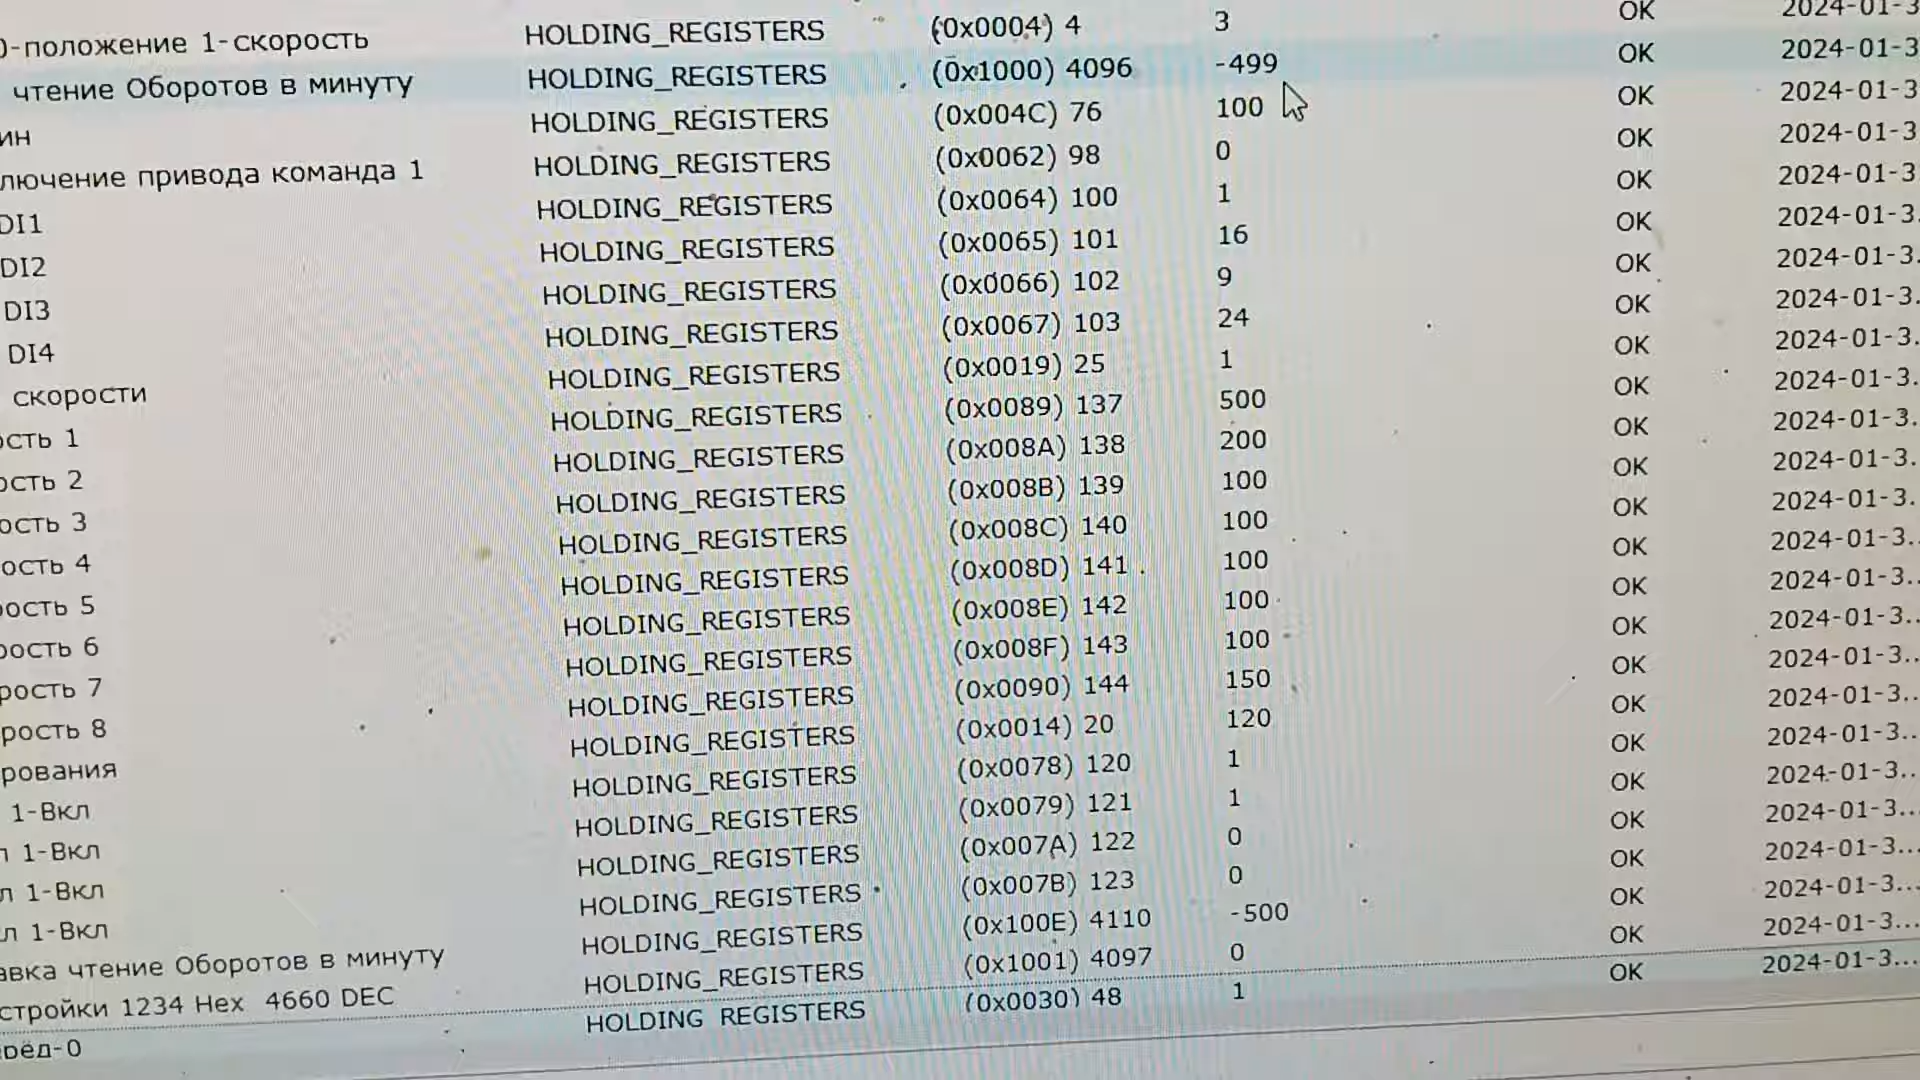 0-положение 1-скорость HOLDING_REGISTERS (0x0004) 4 3 OK 2024-01-3
чтение Оборотов в минуту HOLDING_REGISTERS (0x1000) 4096 -499 OK 2024-01-3
ин HOLDING_REGISTERS (0x004C) 76 100 OK 2024-01-3
лючение привода команда 1 HOLDING_REGISTERS (0x0062) 98 0 OK 2024-01-3
DI1 HOLDING_REGISTERS (0x0064) 100 1 OK 2024-01-3
DI2 HOLDING_REGISTERS (0x0065) 101 16 OK 2024-01-3.
DI3 HOLDING_REGISTERS (0x0066) 102 9 OK 2024-01-3.
DI4 HOLDING_REGISTERS (0x0067) 103 24 OK 2024-01-3.
скорости HOLDING_REGISTERS (0x0019) 25 1 OK 2024-01-3.
ость 1 HOLDING_REGISTERS (0x0089) 137 500 OK 2024-01-3.
ость 2 HOLDING_REGISTERS (0x008A) 138 200 OK 2024-01-3.
ость 3 HOLDING_REGISTERS (0x008B) 139 100 OK 2024-01-3.
ость 4 HOLDING_REGISTERS (0x008C) 140 100 OK 2024-01-3.
ость 5 HOLDING_REGISTERS (0x008D) 141 100 OK 2024-01-3..
рость 6 HOLDING_REGISTERS (0x008E) 142 100 OK 2024-01-3..
рость 7 HOLDING_REGISTERS (0x008F) 143 100 OK 2024-01-3..
рость 8 HOLDING_REGISTERS (0x0090) 144 150 OK 2024-01-3..
рования HOLDING_REGISTERS (0x0014) 20 120 OK 2024-01-3..
1-Вкл HOLDING_REGISTERS (0x0078) 120 1 OK 2024-01-3..
л 1-Вкл HOLDING_REGISTERS (0x0079) 121 1 OK 2024-01-3...
л 1-Вкл HOLDING_REGISTERS (0x007A) 122 0 OK 2024-01-3...
л 1-Вкл HOLDING_REGISTERS (0x007B) 123 0 OK 2024-01-3...
авка чтение Оборотов в минуту HOLDING_REGISTERS (0x100E) 4110 -500 OK 2024-01-3...
стройки 1234 Hex 4660 DEC HOLDING_REGISTERS (0x1001) 4097 0 OK 2024-01-3...
рёд-0 HOLDING_REGISTERS (0x0030) 48 1 OK 2024-01-3...